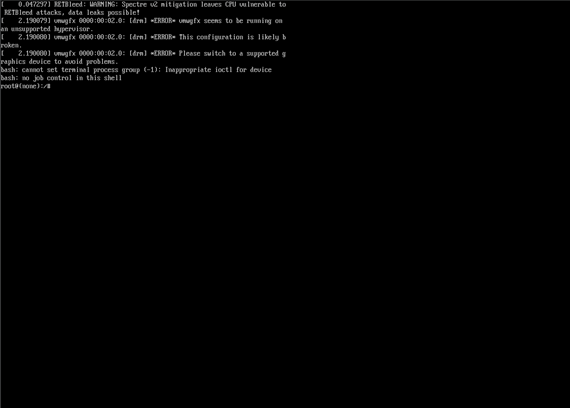 [    0.047297] RETBleed: WARNING: Spectre v2 mitigation leaves CPU vulnerable to
 RETBleed attacks, data leaks possible!
[    2.190079] vmwgfx 0000:00:02.0: [drm] *ERROR* vmwgfx seems to be running on
an unsupported hypervisor.
[    2.190080] vmwgfx 0000:00:02.0: [drm] *ERROR* This configuration is likely b
roken.
[    2.190080] vmwgfx 0000:00:02.0: [drm] *ERROR* Please switch to a supported g
raphics device to avoid problems.
bash: cannot set terminal process group (-1): Inappropriate ioctl for device
bash: no job control in this shell
root@(none):/#